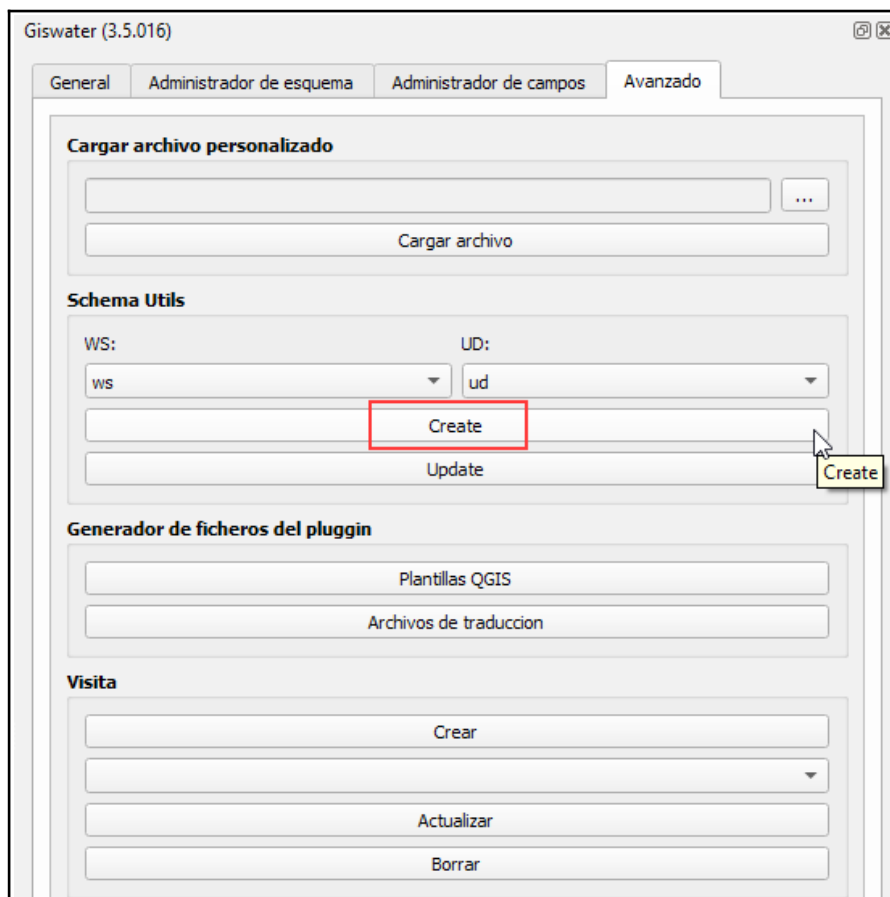 Giswater (3.5.016)
General Administrador de esquema Administrador de campos Avanzado
Cargar archivo personalizado
...
Cargar archivo
Schema Utils
WS: UD:
ws ud
Create
Update
Create
Generador de ficheros del pluggin
Plantillas QGIS
Archivos de traduccion
Visita
Crear
Actualizar
Borrar